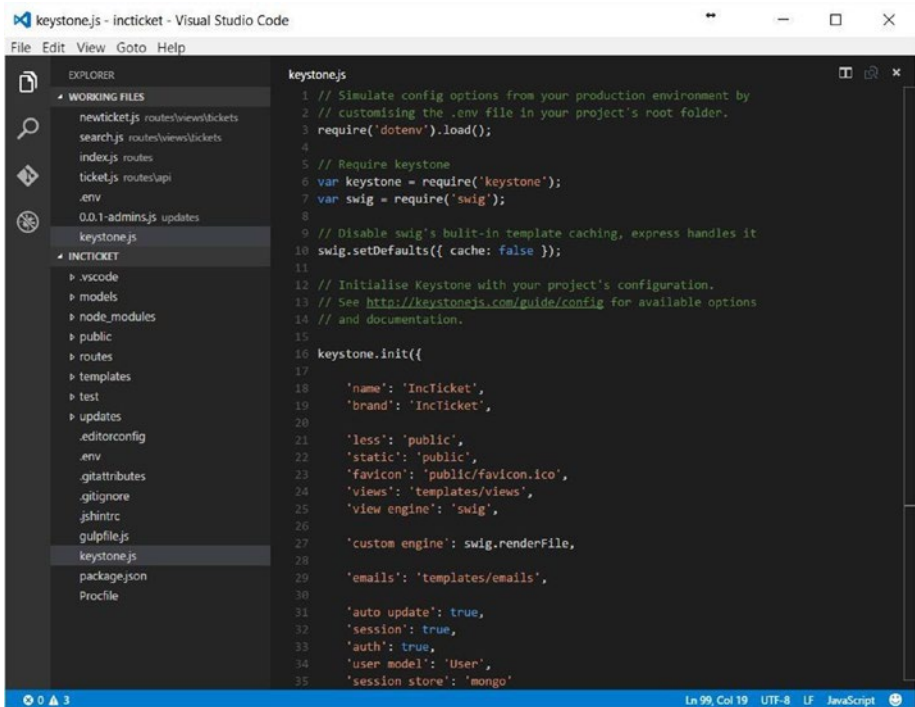 keystone.js - incticket - Visual Studio Code
File Edit View Goto Help
EXPLORER
WORKING FILES
newticket.js routes\views\tickets
search.js routes\views\tickets
index.js routes
ticket.js routes\api
.env
0.0.1-admins.js updates
keystone.js
INCTICKET
.vscode
models
node_modules
public
routes
templates
test
updates
.editorconfig
.env
.gitattributes
.gitignore
.jshintrc
gulpfile.js
keystone.js
package.json
Procfile
keystone.js
1 // Simulate config options from your production environment by
2 // customising the .env file in your project's root folder.
3 require('dotenv').load();
4
5 // Require keystone
6 var keystone = require('keystone');
7 var swig = require('swig');
8
9 // Disable swig's bulit-in template caching, express handles it
10 swig.setDefaults({ cache: false });
11
12 // Initialise Keystone with your project's configuration.
13 // See http://keystonejs.com/guide/config for available options
14 // and documentation.
15
16 keystone.init({
17
18 'name': 'IncTicket',
19 'brand': 'IncTicket',
20
21 'less': 'public',
22 'static': 'public',
23 'favicon': 'public/favicon.ico',
24 'views': 'templates/views',
25 'view engine': 'swig',
26
27 'custom engine': swig.renderFile,
28
29 'emails': 'templates/emails',
30
31 'auto update': true,
32 'session': true,
33 'auth': true,
34 'user model': 'User',
35 'session store': 'mongo'
0 3
Ln 99, Col 19 UTF-8 LF JavaScript